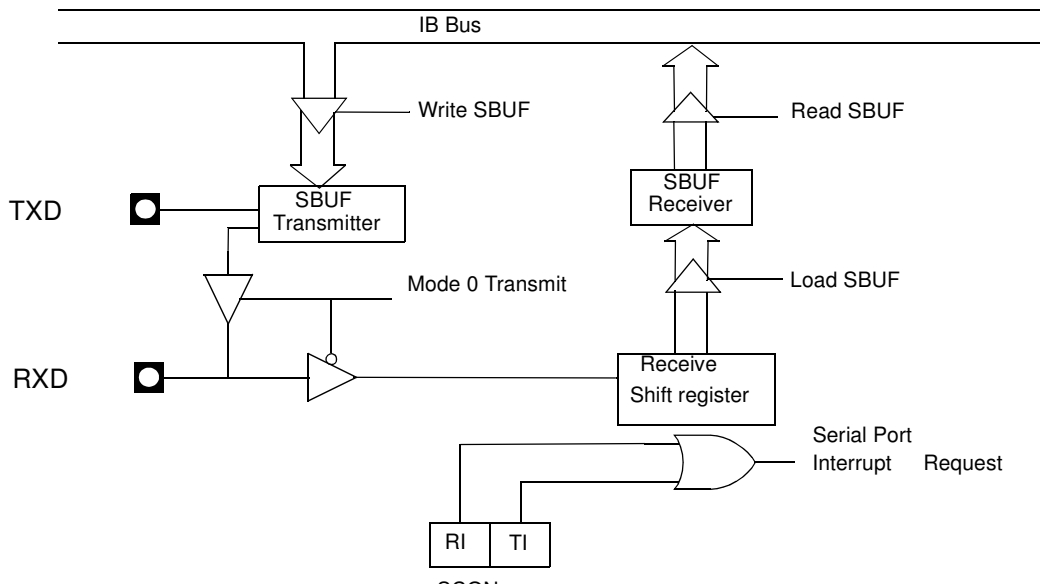 IB Bus
Write SBUF
Read SBUF
SBUF
Transmitter
SBUF
Receiver
TXD
Load SBUF
Mode 0 Transmit
RXD
Receive
Shift register
Serial Port
Interrupt Request
RI
TI